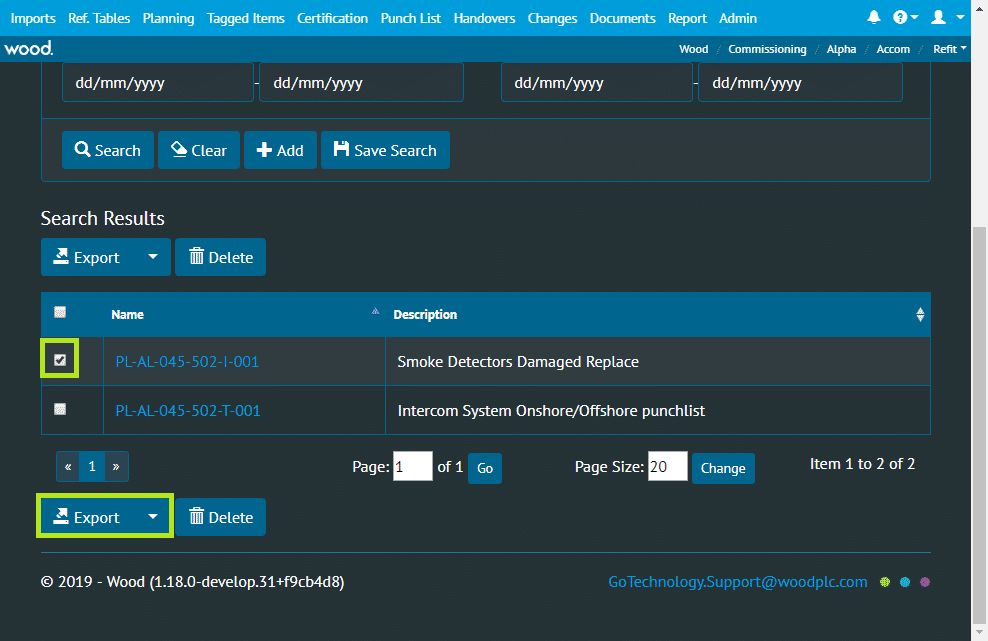 Imports Ref. Tables Planning Tagged Items Certification Punch List Handovers Changes Documents Report Admin
wood. Wood / Commissioning / Alpha / Accom / Refit
dd/mm/yyyy - dd/mm/yyyy dd/mm/yyyy - dd/mm/yyyy
Search Clear Add Save Search
Search Results
Export Delete
Name Description
PL-AL-045-502-I-001 Smoke Detectors Damaged Replace
PL-AL-045-502-T-001 Intercom System Onshore/Offshore punchlist
« 1 » Page: 1 of 1 Go Page Size: 20 Change Item 1 to 2 of 2
Export Delete
© 2019 - Wood (1.18.0-develop.31+f9cb4d8) GoTechnology.Support@woodplc.com